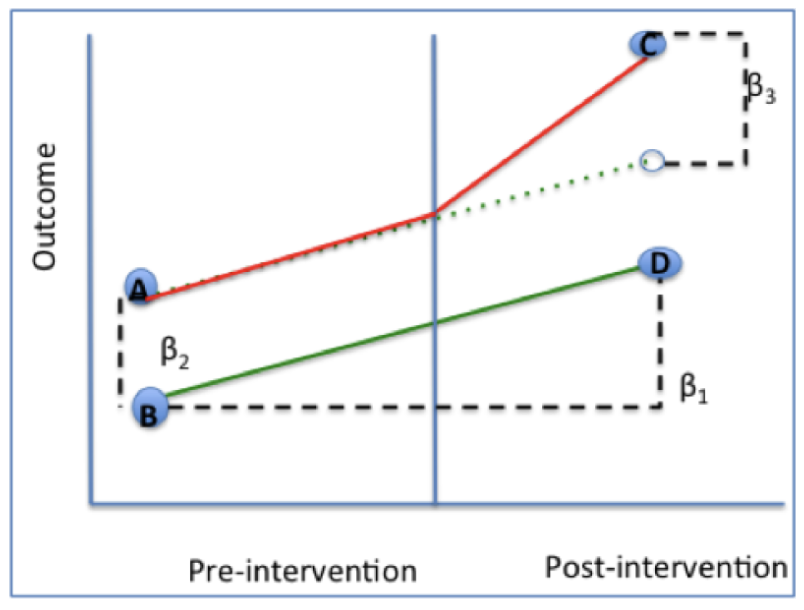 C
β3
Outcome
A
D
β2
β1
B
Pre-intervention
Post-intervention